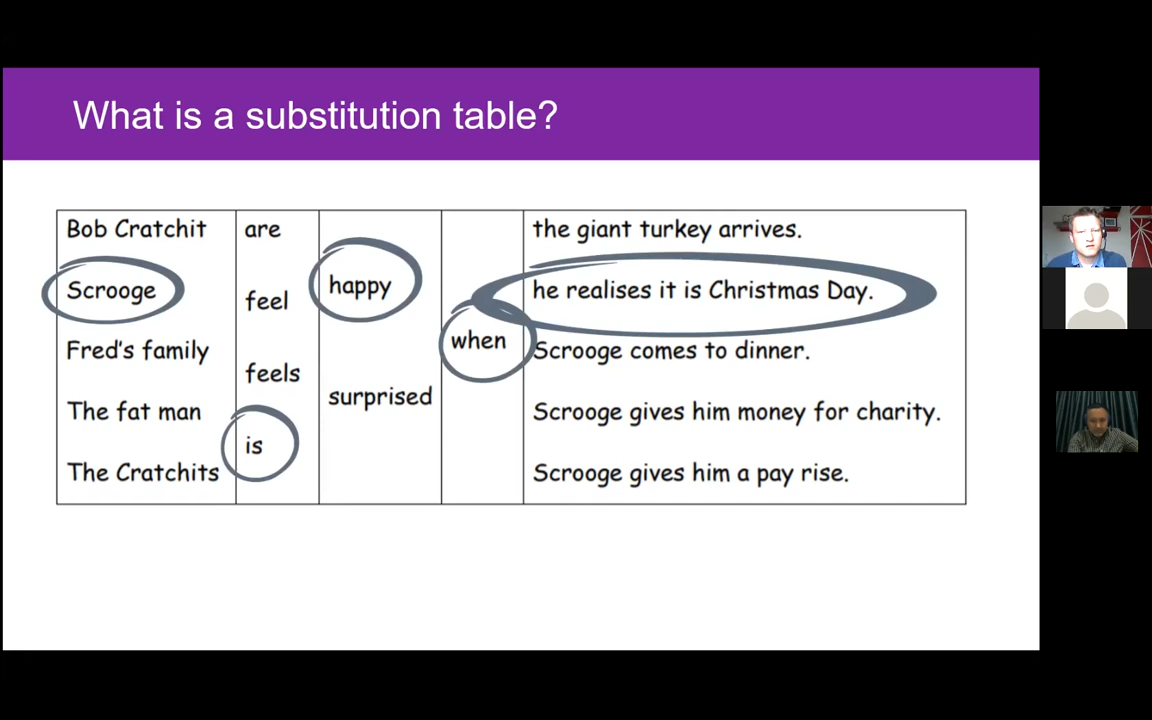 What is a substitution table?
Bob Cratchit are the giant turkey arrives.
Scrooge feel happy he realises it is Christmas Day.
Fred's family feels when Scrooge comes to dinner.
The fat man surprised Scrooge gives him money for charity.
The Cratchits is Scrooge gives him a pay rise.